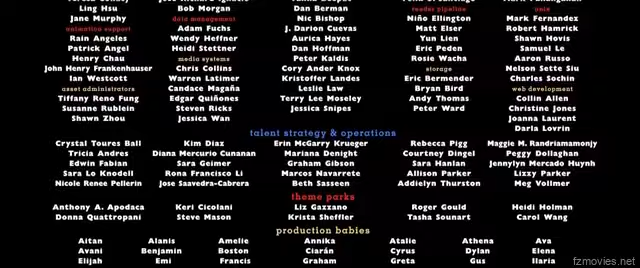 Ling Hsu Bob Morgan Dan Berman render pipeline Mark Fernandez
Jane Murphy data management Nic Bishop Niño Ellington Robert Hamrick
animation support Adam Fuchs J. Darion Cuevas Matt Elser Shawn Hovis
Rain Angeles Wendy Heffner Aurica Hayes Yun Lien Samuel Le
Patrick Angel Heidi Stettner Dan Hoffman Eric Peden Aaron Russo
Henry Chau media systems Peter Kaldis Rosie Wacha Nelson Sette Siu
John Henry Frankenhauser Chris Collins Cory Ander Knox storage Charles Sochin
Ian Westcott Warren Latimer Kristoffer Landes Eric Bermender web development
asset administrators Candace Magaña Leslie Law Bryan Bird Collin Allen
Tiffany Reno Fung Edgar Quiñones Terry Lee Moseley Andy Thomas Christine Jones
Susanne Rublein Steven Ricks Jessica Snipes Peter Ward Joanna Laurent
Shawn Zhou Jessica Wan Darla Lovrin
talent strategy & operations
Crystal Toures Ball Kim Diaz Erin McGarry Krueger Rebecca Pigg Maggie M. Randriamamonjy
Tricia Andres Diana Mercurio Cunanan Mariana Denight Courtney Dingel Peggy Dollaghan
Edwin Fabian Sara Geimer Graham Gibson Sara Hanlan Jennylyn Mercado Huynh
Sara Lo Knodell Rona Francisco Li Marcos Navarrete Allison Parker Lizzy Parker
Nicole Renee Pellerin Jose Saavedra-Cabrera Beth Sasseen Addielyn Thurston Meg Vollmer
theme parks
Anthony A. Apodaca Keri Cicolani Liz Gazzano Roger Gould Heidi Holman
Donna Quattropani Steve Mason Krista Sheffler Tasha Sounart Carol Wang
production babies
Aitan Alanis Amelie Annika Atalie Athena Ava
Avani Benjamin Boston Ciarán Cyrus Dylan Elena
Elijah Emi Francis Graham Greta Gus Ilaria
fzmovies.net